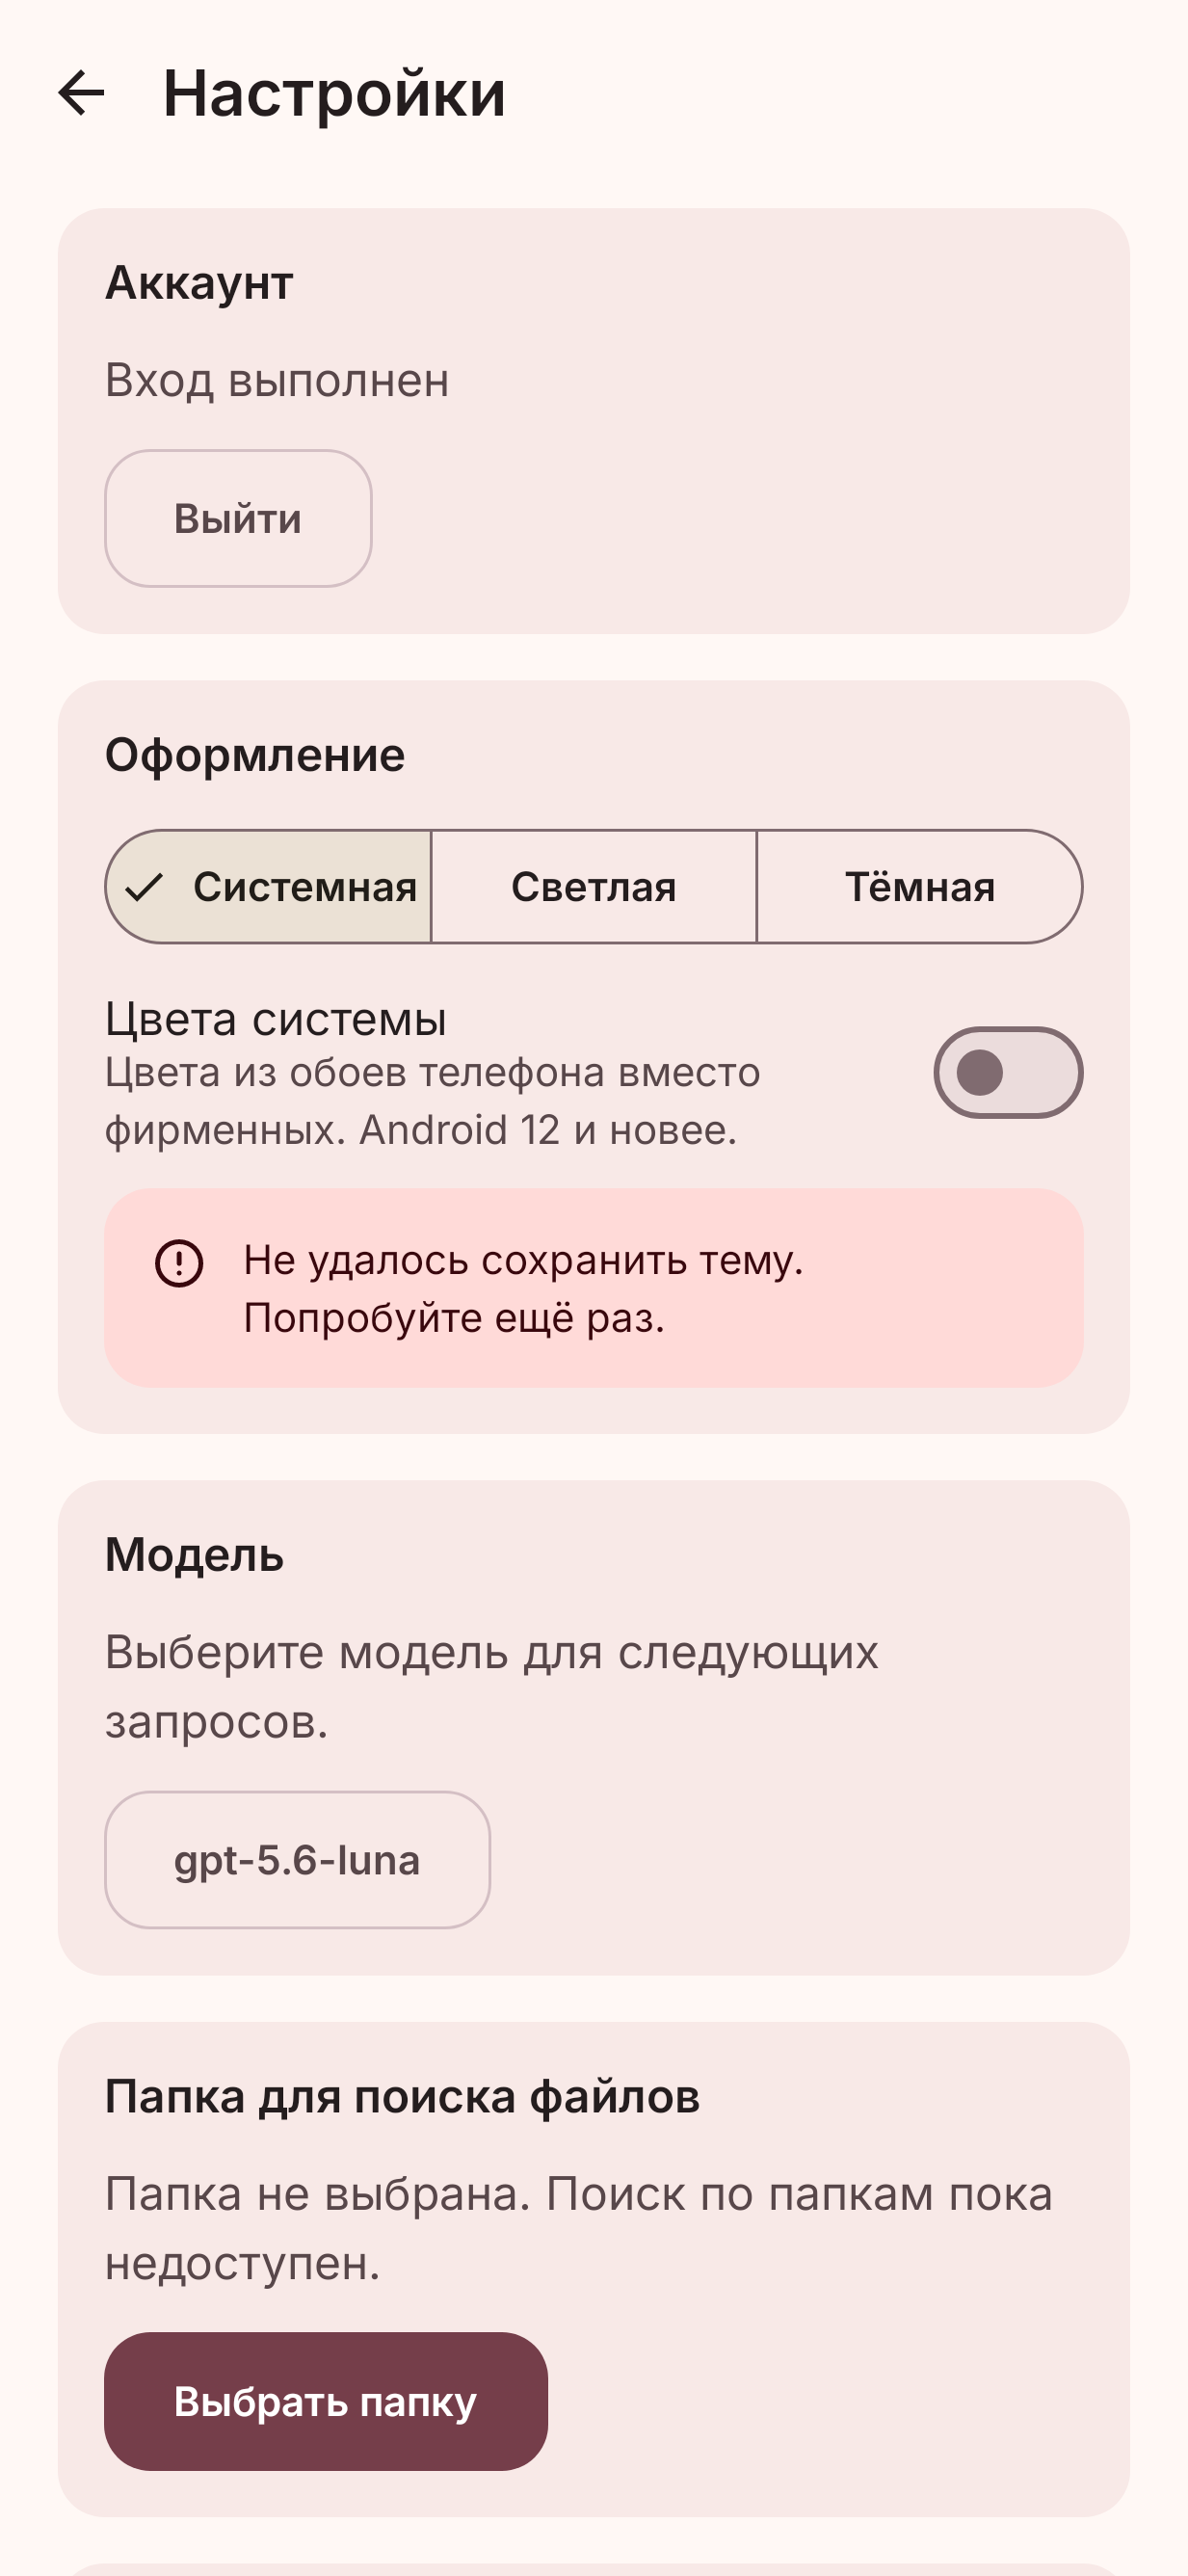 Настройки
Аккаунт
Вход выполнен
Выйти
Оформление
Системная
Светлая
Тёмная
Цвета системы
Цвета из обоев телефона вместо
фирменных. Android 12 и новее.
Не удалось сохранить тему.
Попробуйте ещё раз.
Модель
Выберите модель для следующих
запросов.
gpt-5.6-luna
Папка для поиска файлов
Папка не выбрана. Поиск по папкам пока
недоступен.
Выбрать папку